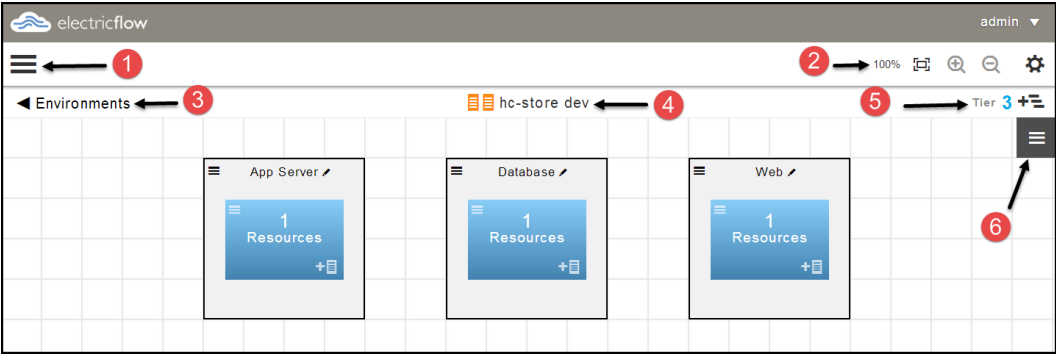 electricflow
admin
1
2
100%
◀ Environments
3
hc-store dev
4
5
Tier 3
App Server
Database
Web
1
Resources
1
Resources
1
Resources
6